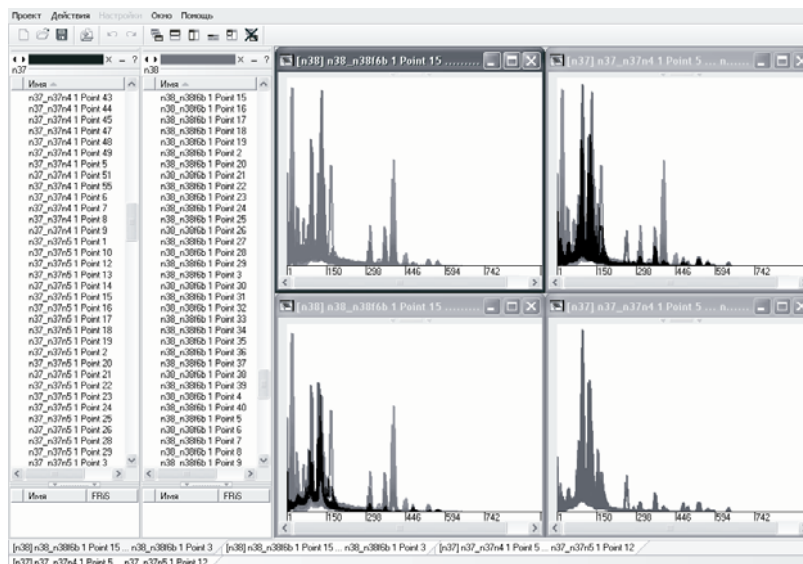 Проект Действия Настройки Окно Помощь
n37
Имя
n37_n37n4 1 Point 43
n37_n37n4 1 Point 44
n37_n37n4 1 Point 45
n37_n37n4 1 Point 47
n37_n37n4 1 Point 48
n37_n37n4 1 Point 49
n37_n37n4 1 Point 5
n37_n37n4 1 Point 51
n37_n37n4 1 Point 55
n37_n37n4 1 Point 6
n37_n37n4 1 Point 7
n37_n37n4 1 Point 8
n37_n37n4 1 Point 9
n37_n37n5 1 Point 1
n37_n37n5 1 Point 10
n37_n37n5 1 Point 12
n37_n37n5 1 Point 13
n37_n37n5 1 Point 14
n37_n37n5 1 Point 15
n37_n37n5 1 Point 16
n37_n37n5 1 Point 17
n37_n37n5 1 Point 18
n37_n37n5 1 Point 19
n37_n37n5 1 Point 2
n37_n37n5 1 Point 20
n37_n37n5 1 Point 21
n37_n37n5 1 Point 22
n37_n37n5 1 Point 23
n37_n37n5 1 Point 24
n37_n37n5 1 Point 25
n37_n37n5 1 Point 26
n37_n37n5 1 Point 28
n37_n37n5 1 Point 29
n37_n37n5 1 Point 3
Имя FRiS
n38
Имя
n38_n38f6b 1 Point 15
n38_n38f6b 1 Point 16
n38_n38f6b 1 Point 17
n38_n38f6b 1 Point 18
n38_n38f6b 1 Point 19
n38_n38f6b 1 Point 2
n38_n38f6b 1 Point 20
n38_n38f6b 1 Point 21
n38_n38f6b 1 Point 22
n38_n38f6b 1 Point 23
n38_n38f6b 1 Point 24
n38_n38f6b 1 Point 25
n38_n38f6b 1 Point 26
n38_n38f6b 1 Point 27
n38_n38f6b 1 Point 28
n38_n38f6b 1 Point 29
n38_n38f6b 1 Point 3
n38_n38f6b 1 Point 30
n38_n38f6b 1 Point 31
n38_n38f6b 1 Point 32
n38_n38f6b 1 Point 33
n38_n38f6b 1 Point 34
n38_n38f6b 1 Point 35
n38_n38f6b 1 Point 36
n38_n38f6b 1 Point 37
n38_n38f6b 1 Point 38
n38_n38f6b 1 Point 39
n38_n38f6b 1 Point 4
n38_n38f6b 1 Point 40
n38_n38f6b 1 Point 5
n38_n38f6b 1 Point 6
n38_n38f6b 1 Point 7
n38_n38f6b 1 Point 8
n38_n38f6b 1 Point 9
Имя FRiS
[n38] n38_n38f6b 1 Point 15 ........
1 150 298 446 594 742
[n37] n37_n37n4 1 Point 5 ... n......
1 150 298 446 594 742
[n38] n38_n38f6b 1 Point 15 ........
1 150 298 446 594 742
[n37] n37_n37n4 1 Point 5 ... n......
1 150 298 446 594 742
[n38] n38_n38f6b 1 Point 15 ... n38_n38f6b 1 Point 3 [n38] n38_n38f6b 1 Point 15 ... n38_n38f6b 1 Point 3 [n37] n37_n37n4 1 Point 5 ... n37_n37n5 1 Point 12
[n37] n37_n37n4 1 Point 5 ... n37_n37n5 1 Point 12